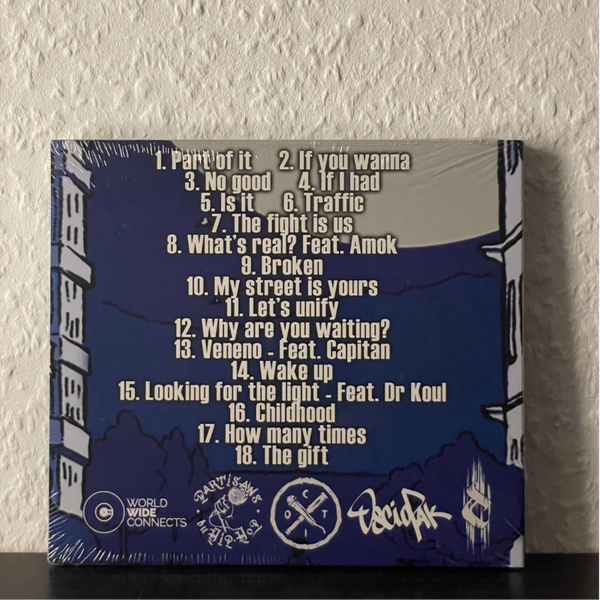 1. Part of it 2. If you wanna
3. No good 4. If I had
5. Is it 6. Traffic
7. The fight is us
8. What's real? Feat. Amok
9. Broken
10. My street is yours
11. Let's unify
12. Why are you waiting?
13. Veneno - Feat. Capitan
14. Wake up
15. Looking for the light - Feat. Dr Koul
16. Childhood
17. How many times
18. The gift
WORLD
WIDE
CONNECTS
PARTISANS
HIP HOP
O C T I